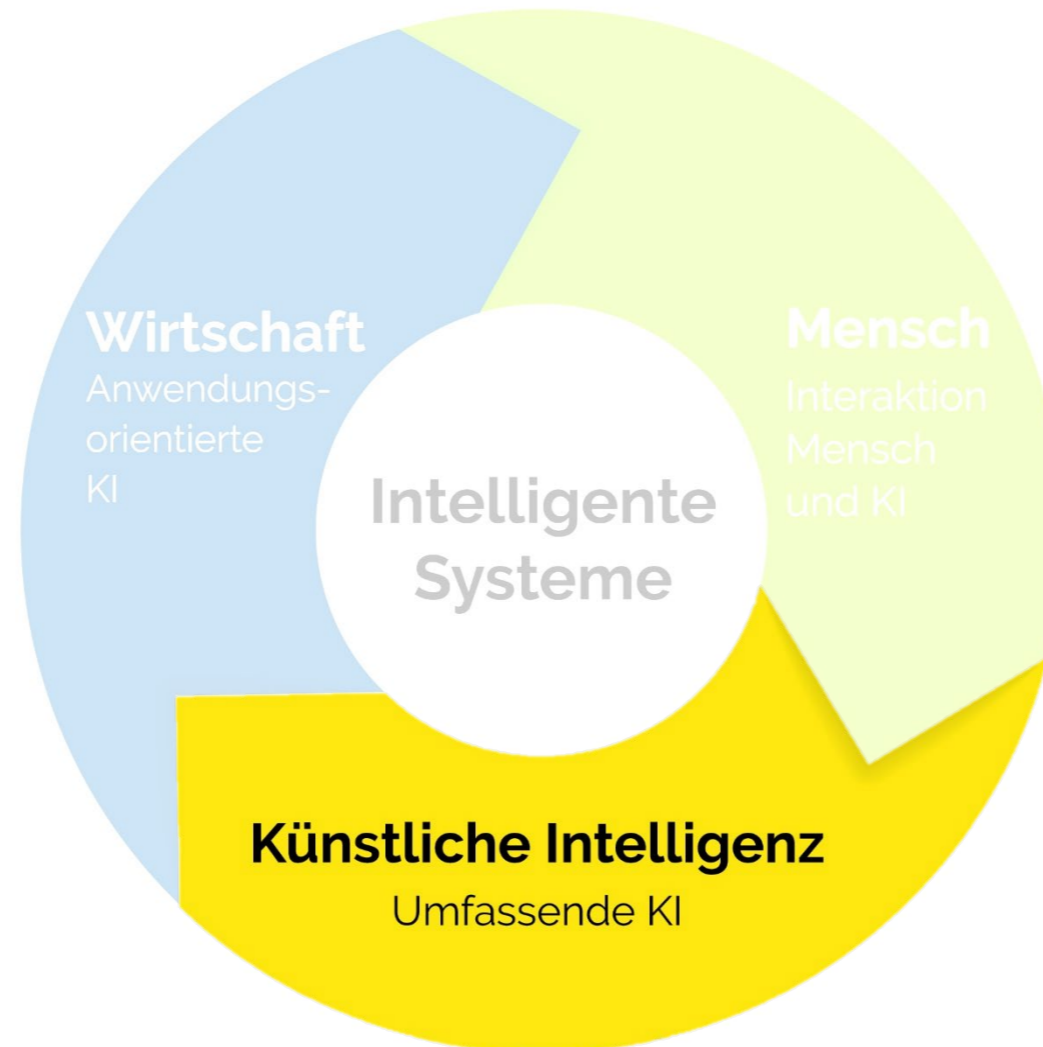 Wirtschaft
Anwendungs-
orientierte
KI
Mensch
Interaktion
Mensch
und KI
Intelligente
Systeme
Künstliche Intelligenz
Umfassende KI